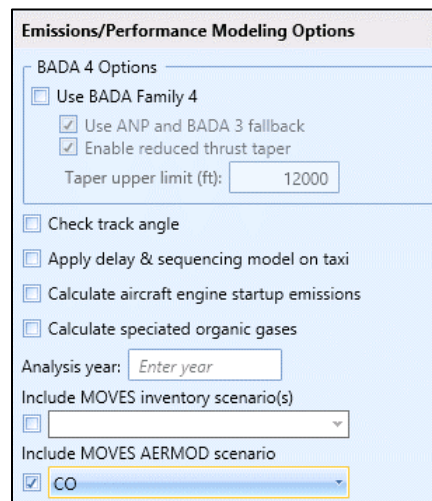 Emissions/Performance Modeling Options
BADA 4 Options
Use BADA Family 4
Use ANP and BADA 3 fallback
Enable reduced thrust taper
Taper upper limit (ft): 12000
Check track angle
Apply delay & sequencing model on taxi
Calculate aircraft engine startup emissions
Calculate speciated organic gases
Analysis year: Enter year
Include MOVES inventory scenario(s)
Include MOVES AERMOD scenario
CO